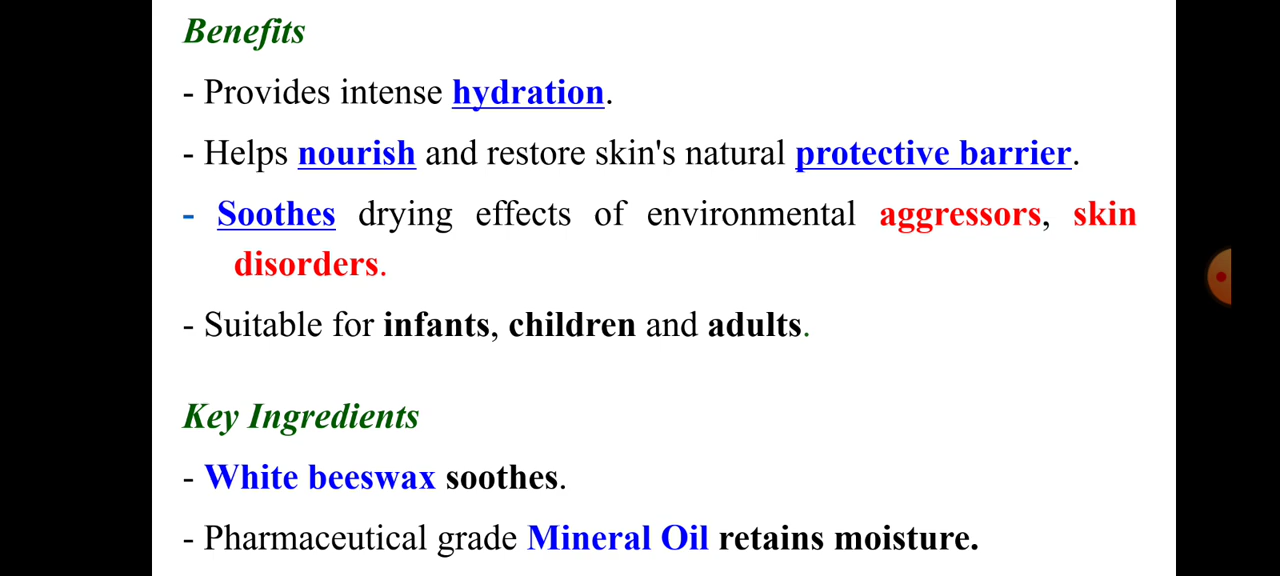 Benefits
- Provides intense hydration.
- Helps nourish and restore skin's natural protective barrier.
- Soothes drying effects of environmental aggressors, skin
disorders.
- Suitable for infants, children and adults.
Key Ingredients
- White beeswax soothes.
- Pharmaceutical grade Mineral Oil retains moisture.